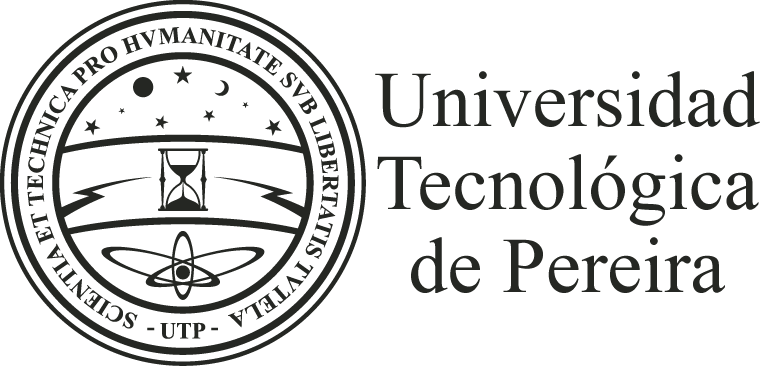 SCIENTIA ET TECHNICA PRO HVMANITATE SVB LIBERTATIS TVTELA
- UTP -
Universidad
Tecnológica
de Pereira